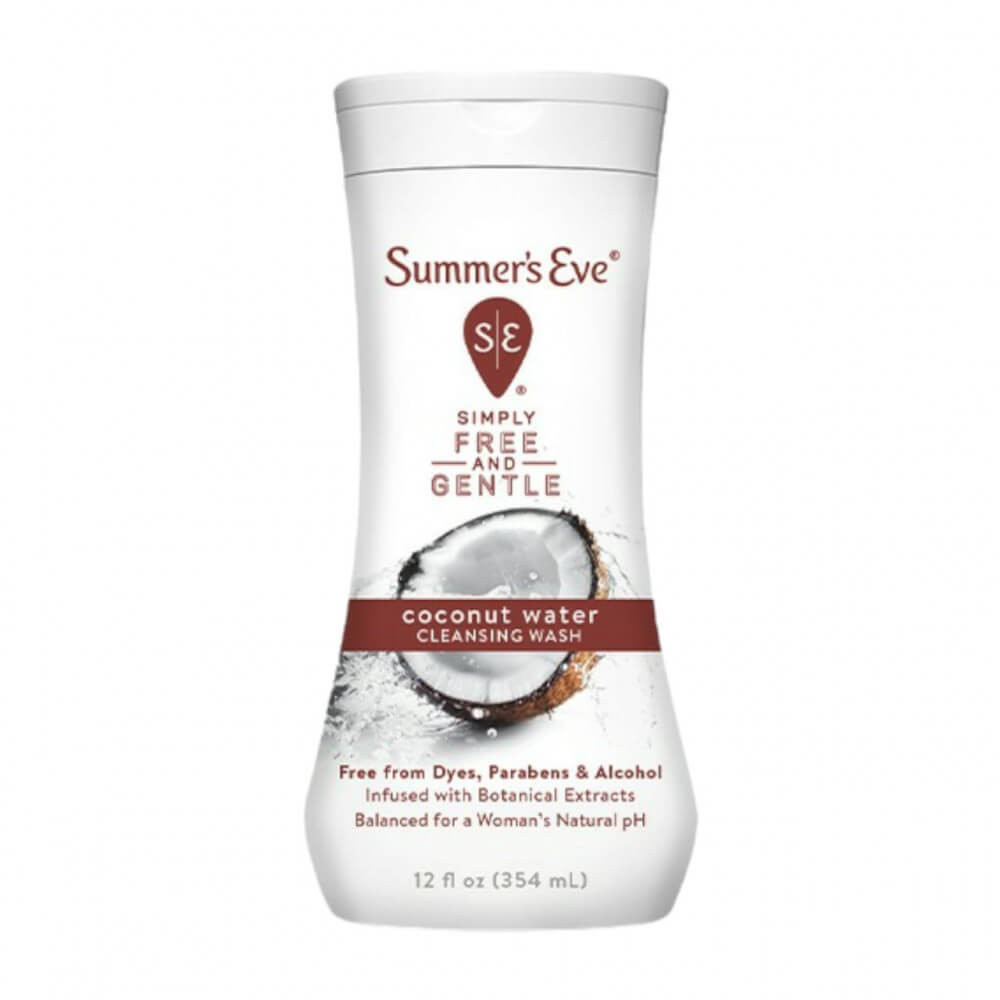 Summer's Eve®
S|E
®
SIMPLY
FREE
AND
GENTLE
coconut water
CLEANSING WASH
Free from Dyes, Parabens & Alcohol
Infused with Botanical Extracts
Balanced for a Woman's Natural pH
12 fl oz (354 mL)